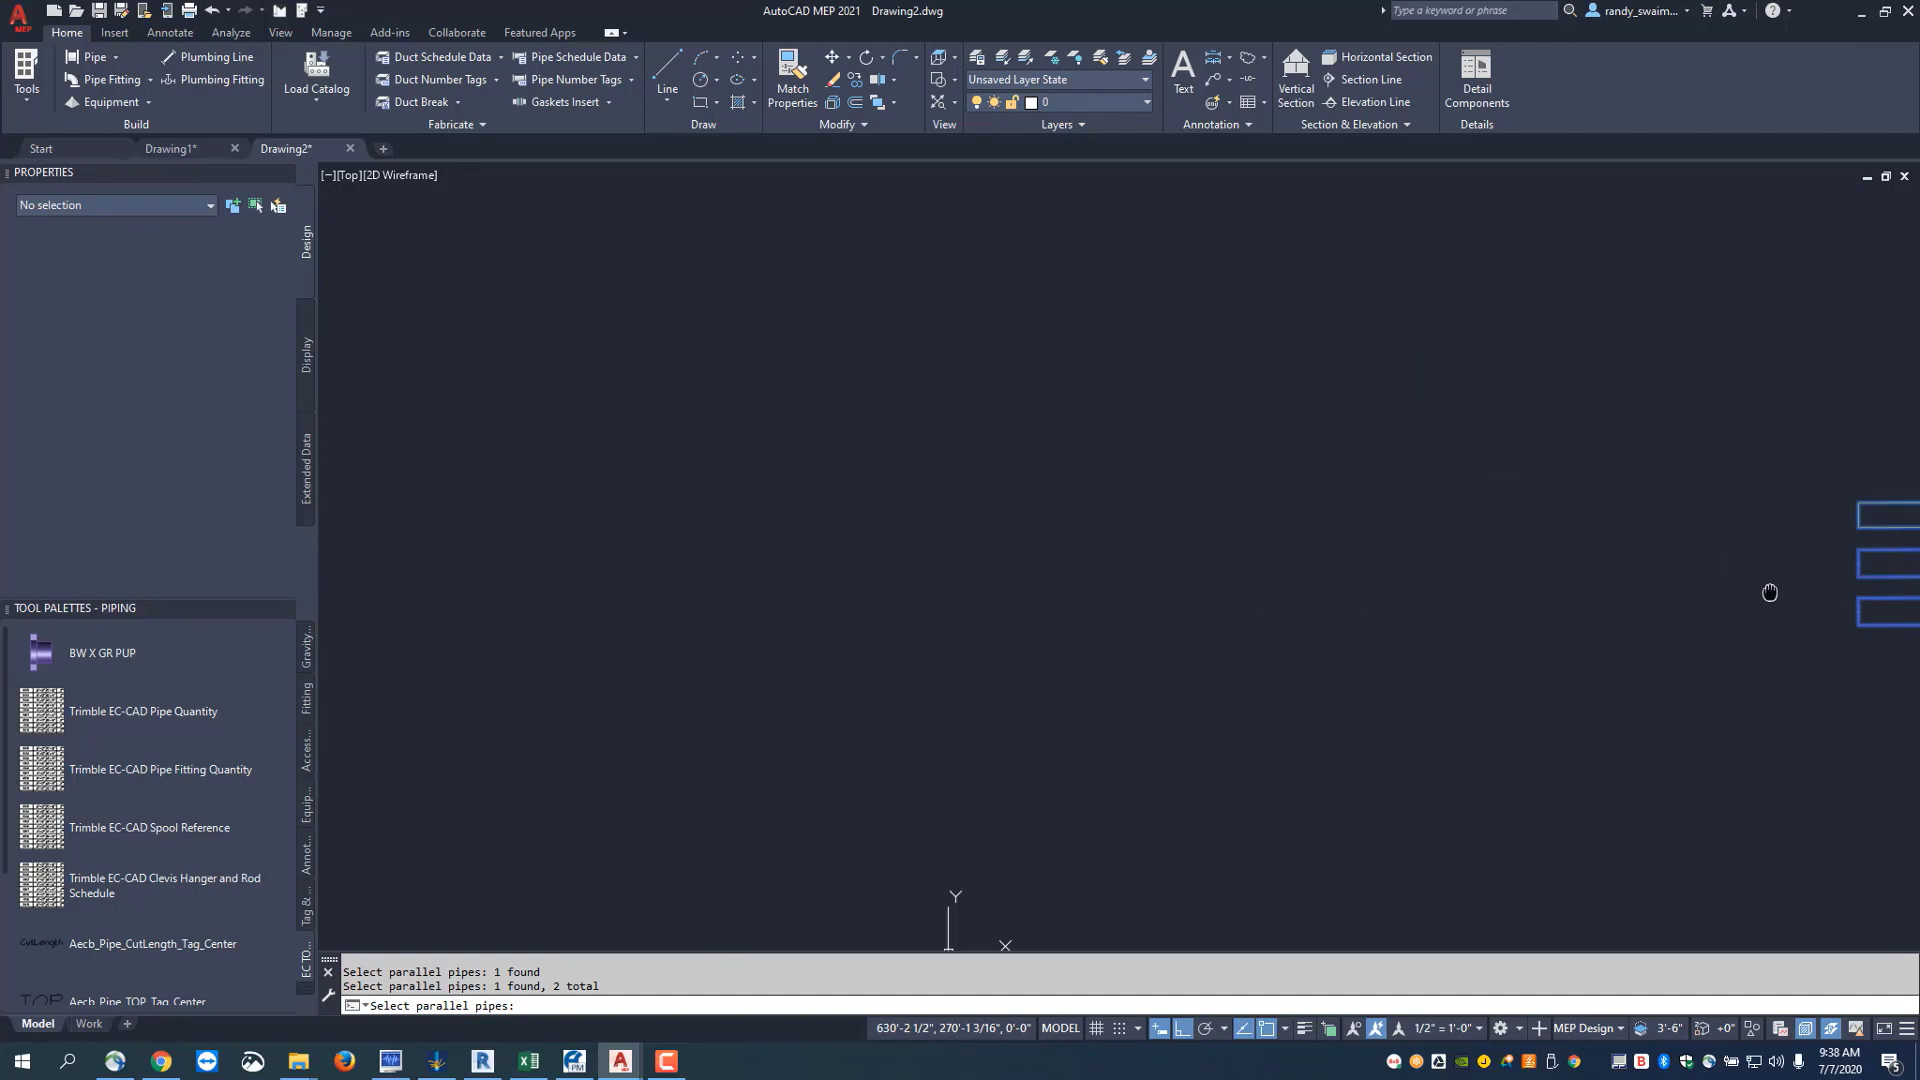 AutoCAD MEP 2021 Drawing2.dwg
Type a keyword or phrase
randy_swaim...
MEP
Home Insert Annotate Analyze View Manage Add-ins Collaborate Featured Apps
Tools
Pipe
Pipe Fitting
Equipment
Plumbing Line
Plumbing Fitting
Build
Load Catalog
Duct Schedule Data
Duct Number Tags
Duct Break
Pipe Schedule Data
Pipe Number Tags
Gaskets Insert
Fabricate
Line
Draw
Match
Properties
Modify
View
Unsaved Layer State
0
Layers
Text
Annotation
Vertical
Section
Horizontal Section
Section Line
Elevation Line
Section & Elevation
Detail
Components
Details
Start Drawing1* Drawing2*
PROPERTIES
No selection
Design
Display
Extended Data
[−][Top][2D Wireframe]
TOOL PALETTES - PIPING
BW X GR PUP
Trimble EC-CAD Pipe Quantity
Trimble EC-CAD Pipe Fitting Quantity
Trimble EC-CAD Spool Reference
Trimble EC-CAD Clevis Hanger and Rod
Schedule
CutLength
Aecb_Pipe_CutLength_Tag_Center
TOP
Aecb_Pipe_TOP_Tag_Center
Gravity...
Fitting
Access...
Equip...
Annot...
Tag &...
EC TO...
Y
X
Select parallel pipes: 1 found
Select parallel pipes: 1 found, 2 total
Select parallel pipes:
Model Work
630'-2 1/2", 270'-1 3/16", 0'-0" MODEL
1/2" = 1'-0"
MEP Design
3'-6"
+0"
9:38 AM
7/7/2020
5